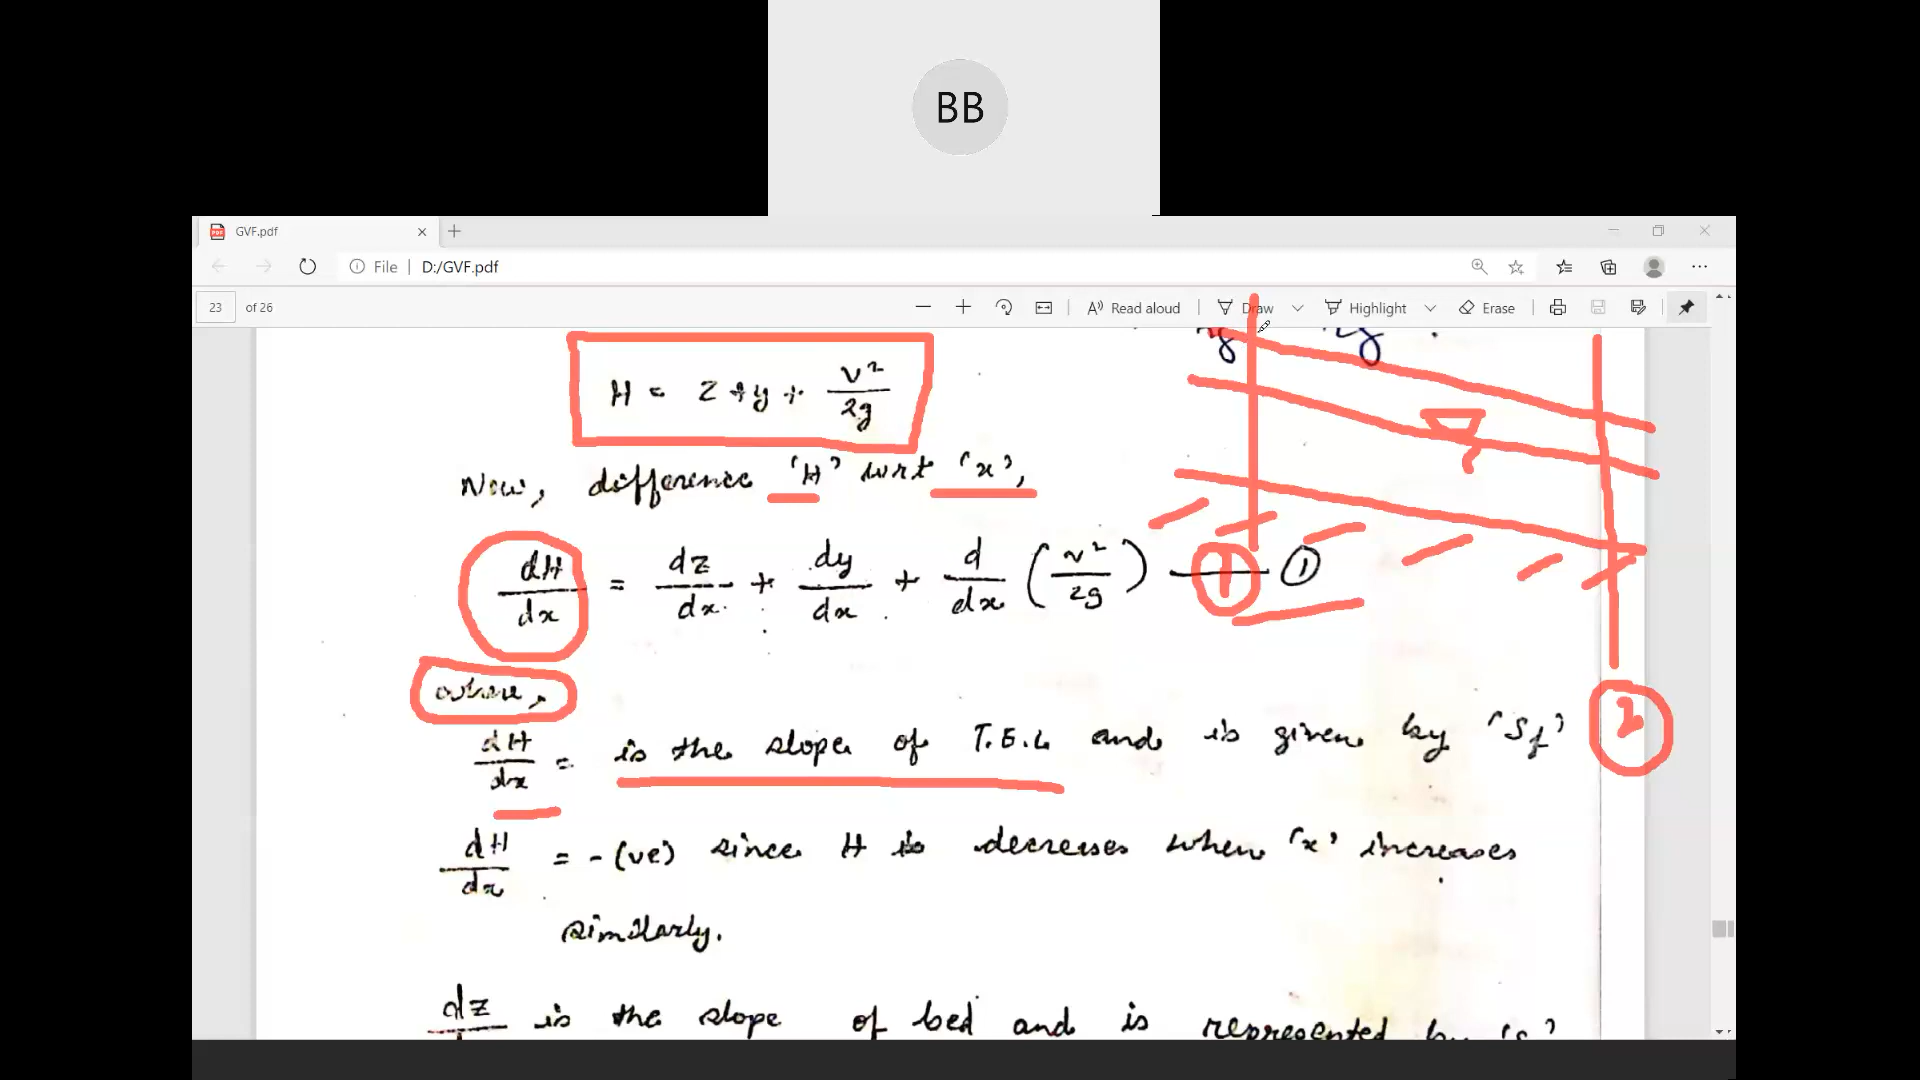 BB
GVF.pdf
File | D:/GVF.pdf
23 of 26 Read aloud Draw Highlight Erase
H = Z + y + V²/2g
Now, difference 'H' wrt 'x',
dH/dx = dz/dx + dy/dx + d/dx (v²/2g) — ①
① 
where,
dH/dx = is the slope of T.E.L and is given by 'Sf'
②
dH/dx = -(ve) since H is decreases when 'x' increases
similarly.
dz is the slope of bed and is represented by